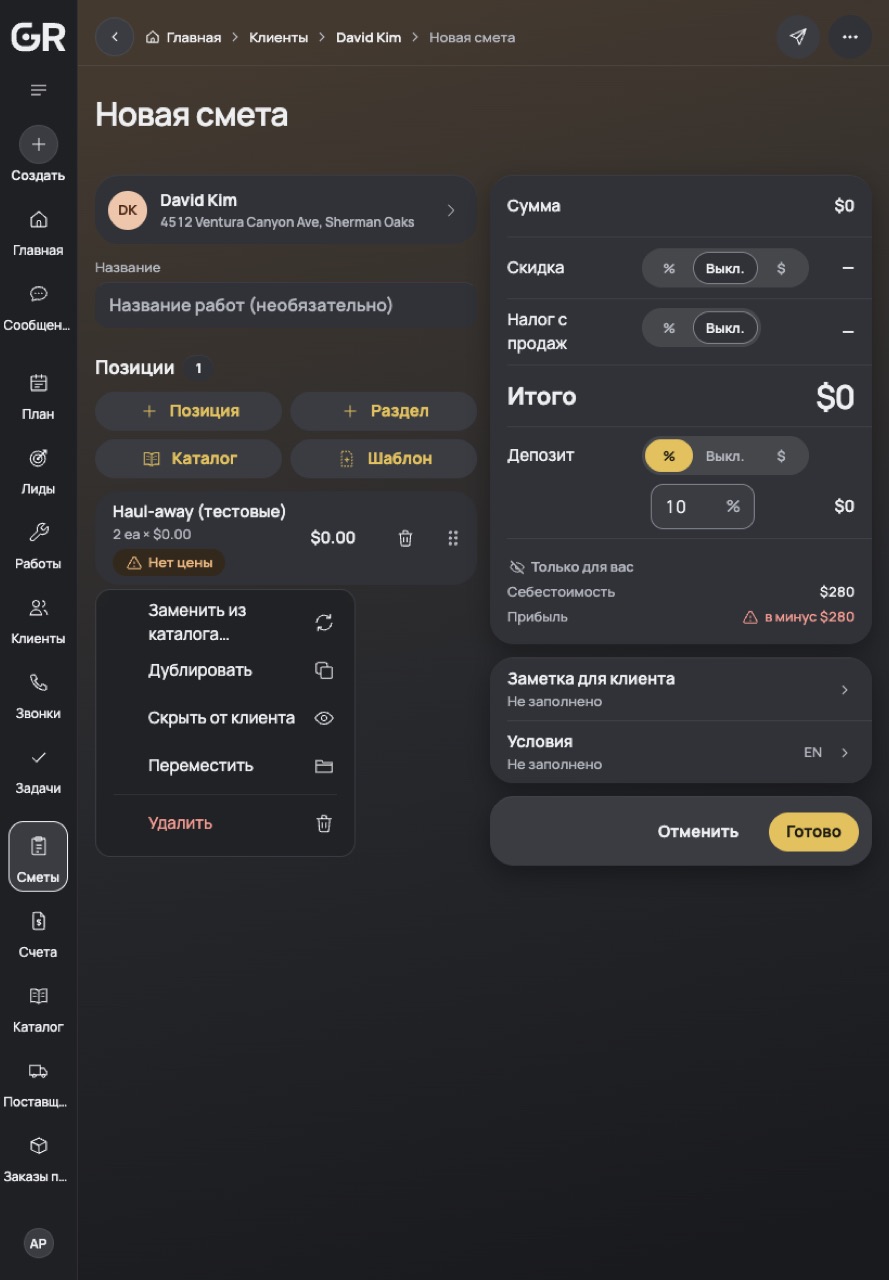 GR
Создать
Главная
Сообщен...
План
Лиды
Работы
Клиенты
Звонки
Задачи
Сметы
Счета
Каталог
Поставщ...
Заказы п...
AP
Главная
Клиенты
David Kim
Новая смета
Новая смета
DK
David Kim
4512 Ventura Canyon Ave, Sherman Oaks
Название
Название работ (необязательно)
Позиции 1
Позиция
Раздел
Каталог
Шаблон
Haul-away (тестовые)
2 ea × $0.00
$0.00
Нет цены
Заменить из
каталога...
Дублировать
Скрыть от клиента
Переместить
Удалить
Сумма $0
Скидка % Выкл. $ –
Налог с
продаж
% Выкл. –
Итого $0
Депозит % Выкл. $
10 % $0
Только для вас
Себестоимость $280
Прибыль в минус $280
Заметка для клиента
Не заполнено
Условия
Не заполнено
EN
Отменить Готово